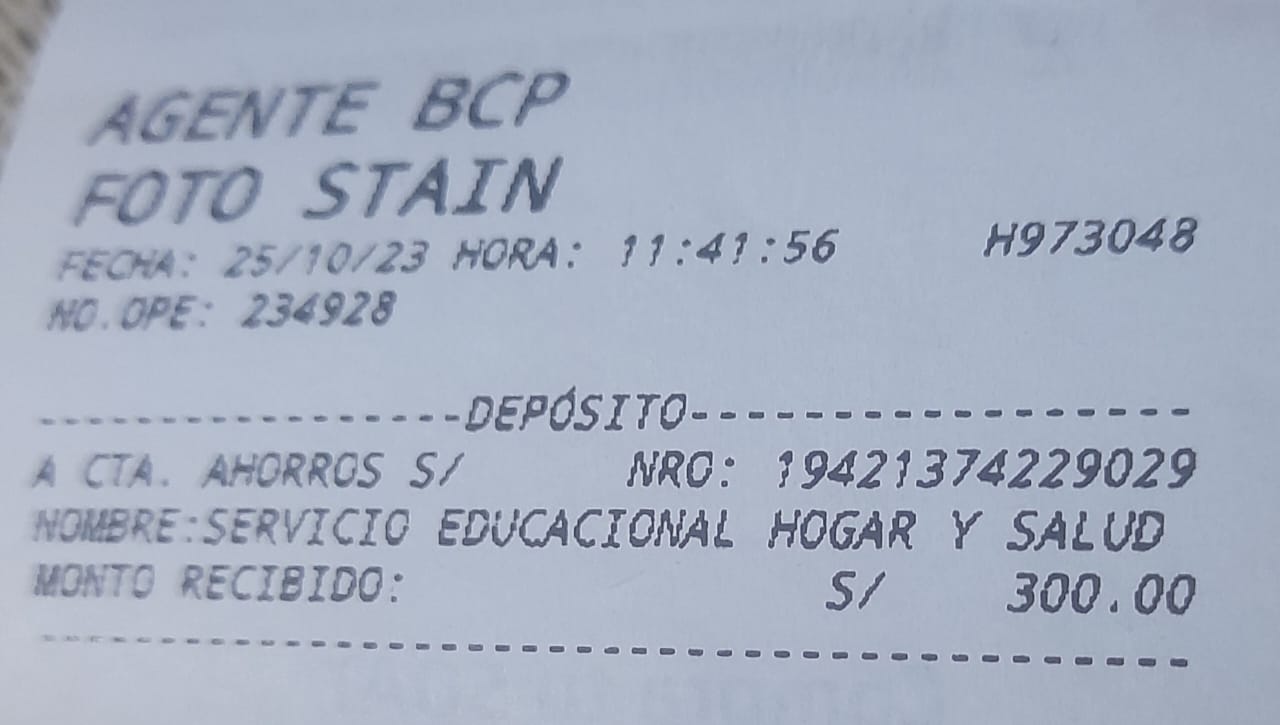 AGENTE BCP
FOTO STAIN
FECHA: 25/10/23 HORA: 11:41:56 H973048
NO.OPE: 234928
-----------------DEPÓSITO------------------
A CTA. AHORROS S/ NRO: 19421374229029
NOMBRE:SERVICIO EDUCACIONAL HOGAR Y SALUD
MONTO RECIBIDO: S/ 300.00